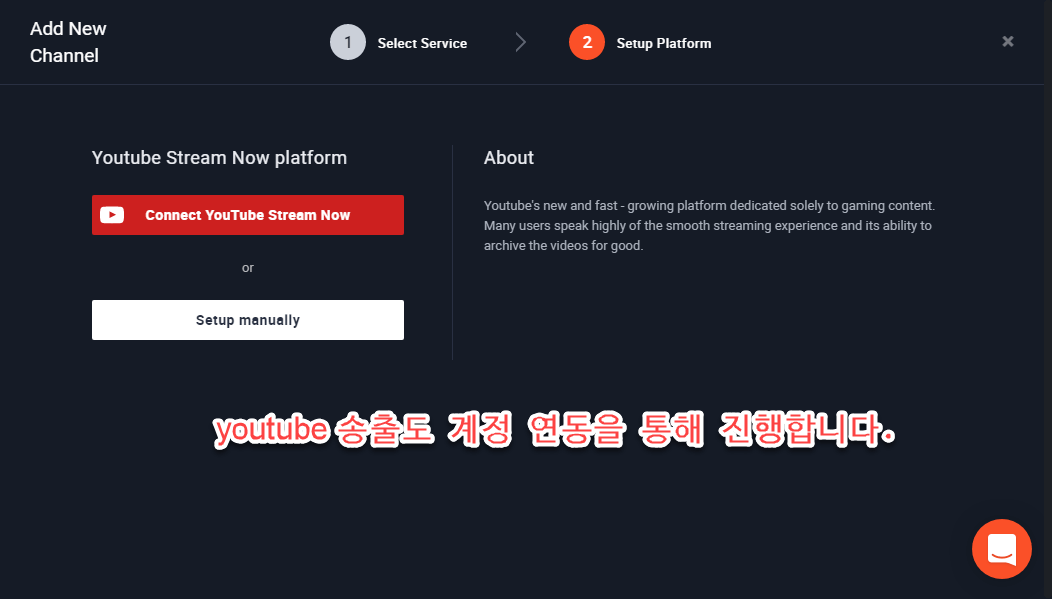 Add New
Channel
1 Select Service
2 Setup Platform
Youtube Stream Now platform
Connect YouTube Stream Now
or
Setup manually
About
Youtube's new and fast - growing platform dedicated solely to gaming content.
Many users speak highly of the smooth streaming experience and its ability to
archive the videos for good.
youtube 송출도 계정 연동을 통해 진행합니다.